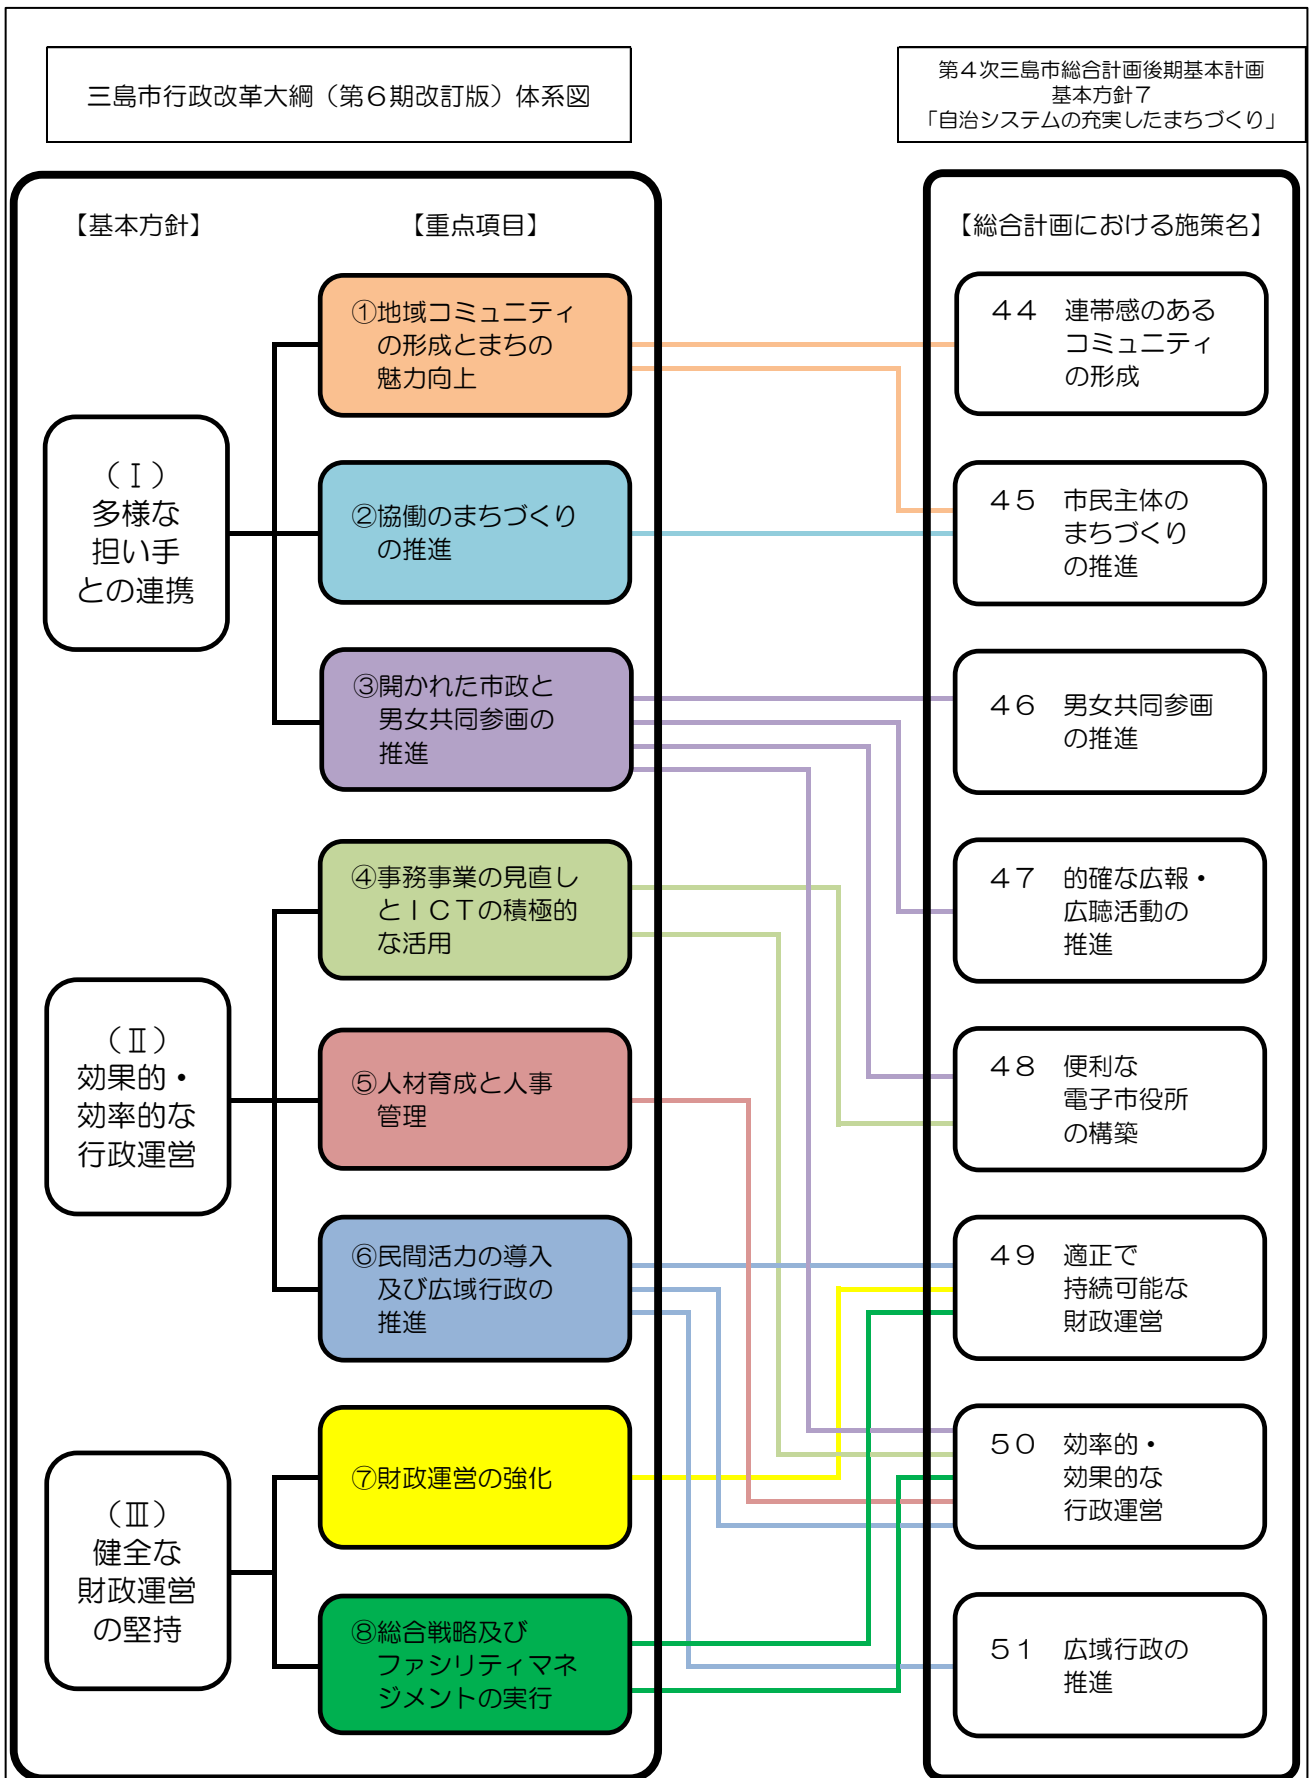 三島市行政改革大綱（第６期改訂版）体系図
第４次三島市総合計画後期基本計画
基本方針７
「自治システムの充実したまちづくり」
【基本方針】
【重点項目】
【総合計画における施策名】
（Ⅰ）
多様な
担い手
との連携
①地域コミュニティ
の形成とまちの
魅力向上
②協働のまちづくり
の推進
③開かれた市政と
男女共同参画の
推進
（Ⅱ）
効果的・
効率的な
行政運営
④事務事業の見直し
とＩＣＴの積極的
な活用
⑤人材育成と人事
管理
⑥民間活力の導入
及び広域行政の
推進
（Ⅲ）
健全な
財政運営
の堅持
⑦財政運営の強化
⑧総合戦略及び
ファシリティマネ
ジメントの実行
４４　連帯感のある
コミュニティ
の形成
４５　市民主体の
まちづくり
の推進
４６　男女共同参画
の推進
４７　的確な広報・
広聴活動の
推進
４８　便利な
電子市役所
の構築
４９　適正で
持続可能な
財政運営
５０　効率的・
効果的な
行政運営
５１　広域行政の
推進